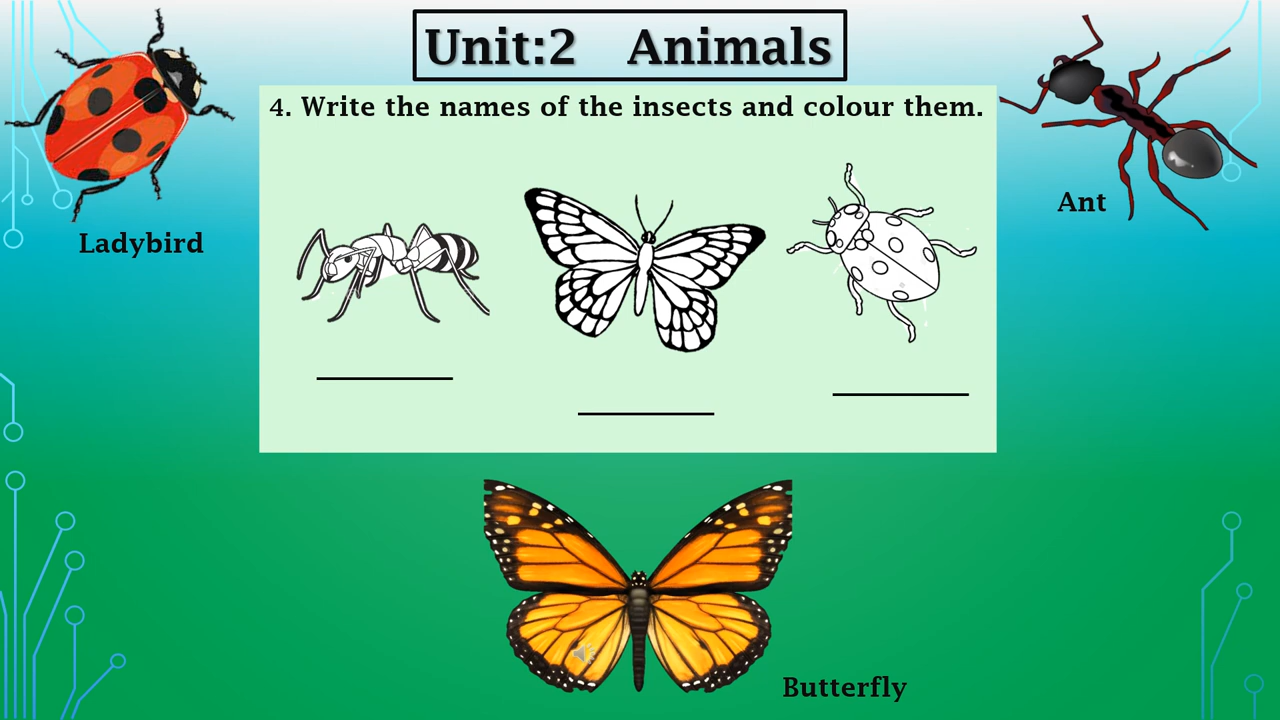 Unit:2 Animals
4. Write the names of the insects and colour them.
Ant
Ladybird
Butterfly